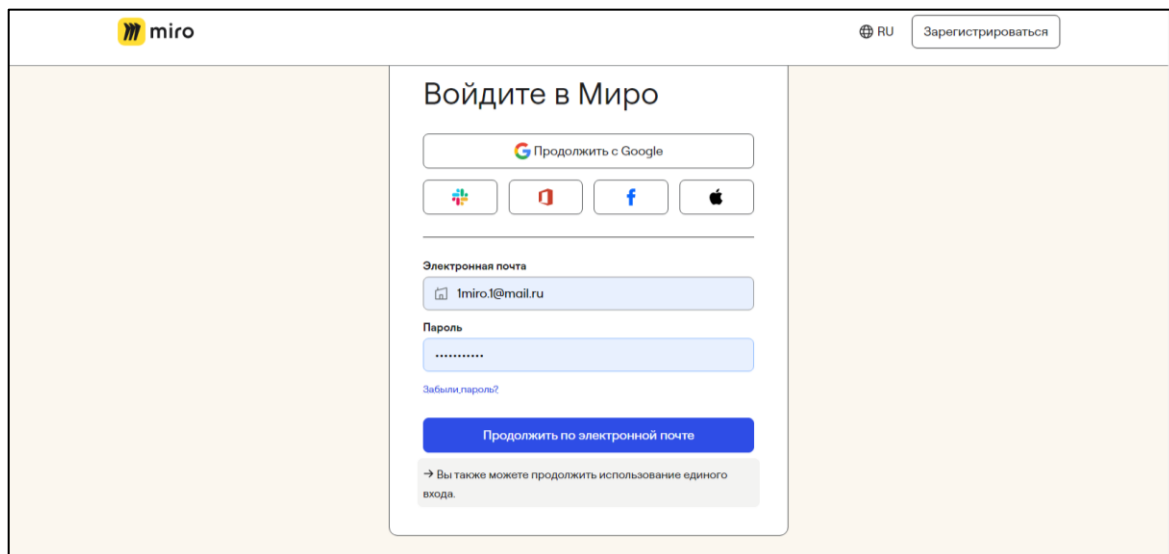 miro
RU
Зарегистрироваться
Войдите в Миро
Продолжить с Google
Электронная почта
1miro.1@mail.ru
Пароль
•••••••••••
Забыли пароль?
Продолжить по электронной почте
→ Вы также можете продолжить использование единого
входа.